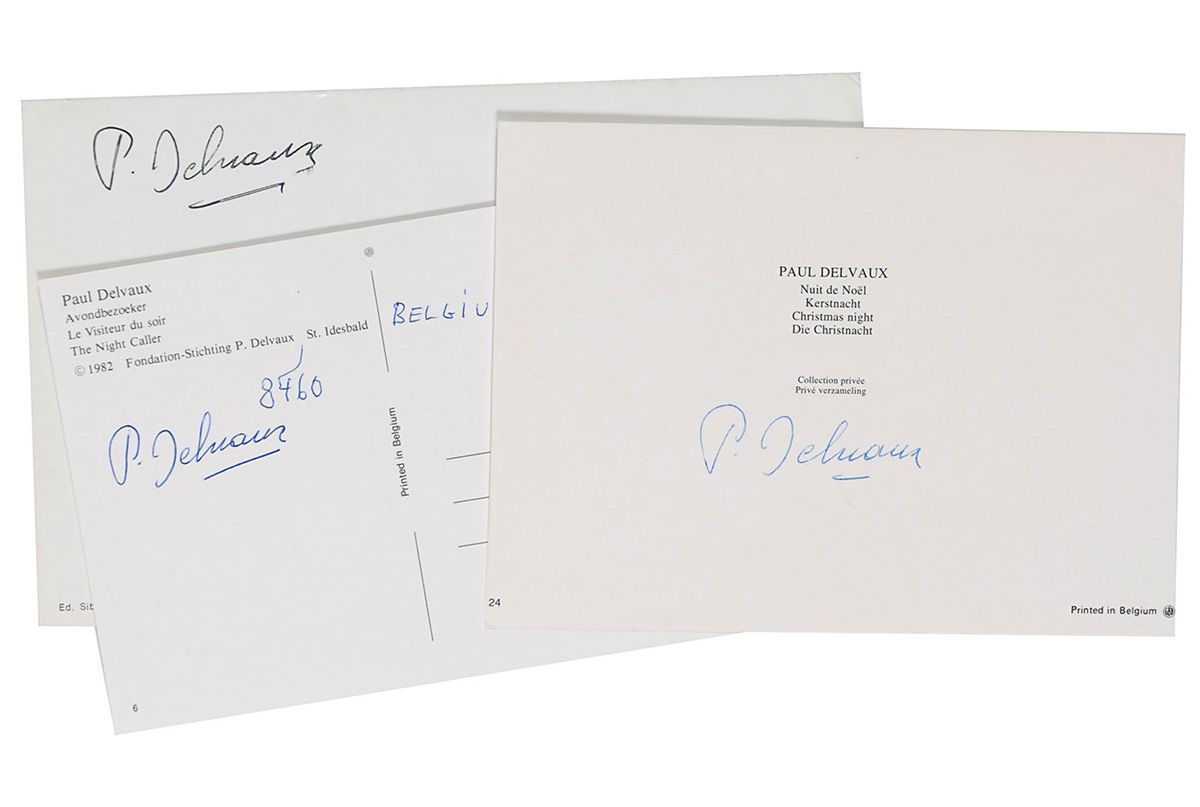 P. Delvaux
Paul Delvaux
Avondbezoeker
Le Visiteur du soir
The Night Caller
©1982 Fondation-Stichting P. Delvaux St. Idesbald
8460
P. Delvaux
BELGIU
Printed in Belgium
6
Ed. Sib
PAUL DELVAUX
Nuit de Noël
Kerstnacht
Christmas night
Die Christnacht
Collection privée
Privé verzameling
P. Delvaux
24
Printed in Belgium